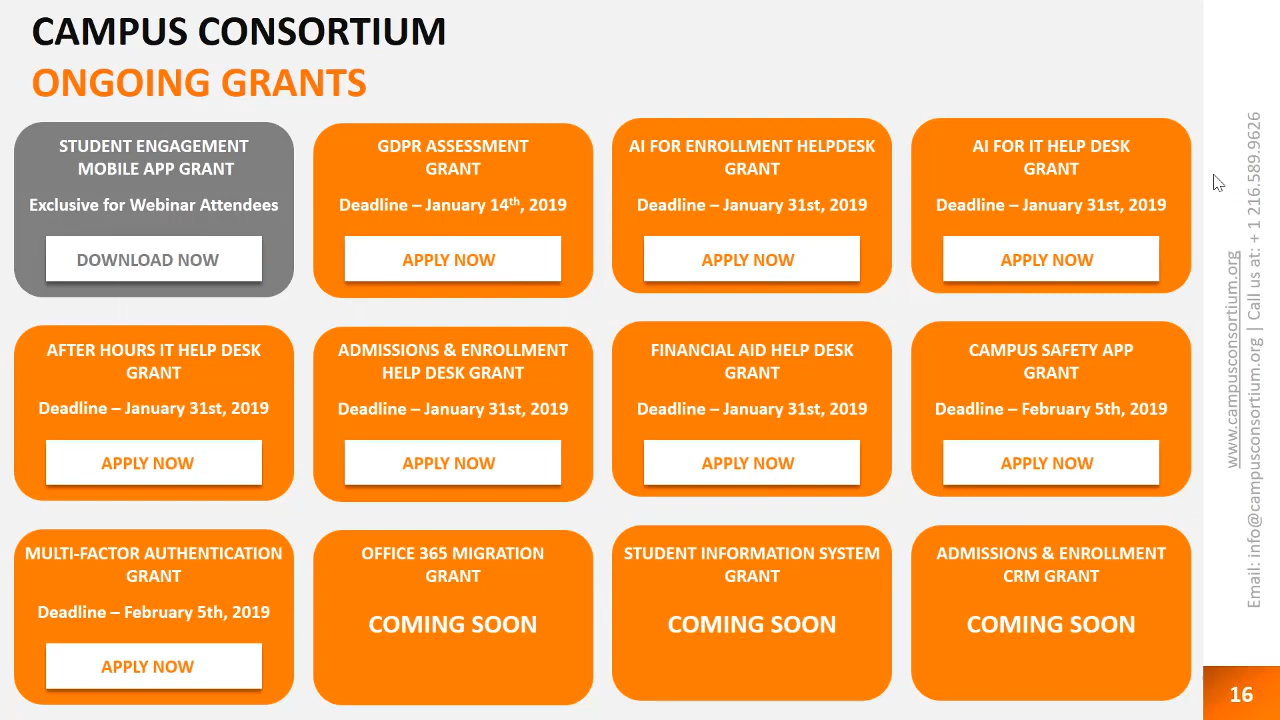 CAMPUS CONSORTIUM
ONGOING GRANTS
STUDENT ENGAGEMENT
MOBILE APP GRANT
Exclusive for Webinar Attendees
DOWNLOAD NOW
GDPR ASSESSMENT
GRANT
Deadline – January 14th, 2019
APPLY NOW
AI FOR ENROLLMENT HELPDESK
GRANT
Deadline – January 31st, 2019
APPLY NOW
AI FOR IT HELP DESK
GRANT
Deadline – January 31st, 2019
APPLY NOW
AFTER HOURS IT HELP DESK
GRANT
Deadline – January 31st, 2019
APPLY NOW
ADMISSIONS & ENROLLMENT
HELP DESK GRANT
Deadline – January 31st, 2019
APPLY NOW
FINANCIAL AID HELP DESK
GRANT
Deadline – January 31st, 2019
APPLY NOW
CAMPUS SAFETY APP
GRANT
Deadline – February 5th, 2019
APPLY NOW
MULTI-FACTOR AUTHENTICATION
GRANT
Deadline – February 5th, 2019
APPLY NOW
OFFICE 365 MIGRATION
GRANT
COMING SOON
STUDENT INFORMATION SYSTEM
GRANT
COMING SOON
ADMISSIONS & ENROLLMENT
CRM GRANT
COMING SOON
www.campusconsortium.org
Email: info@campusconsortium.org | Call us at: + 1 216.589.9626
16